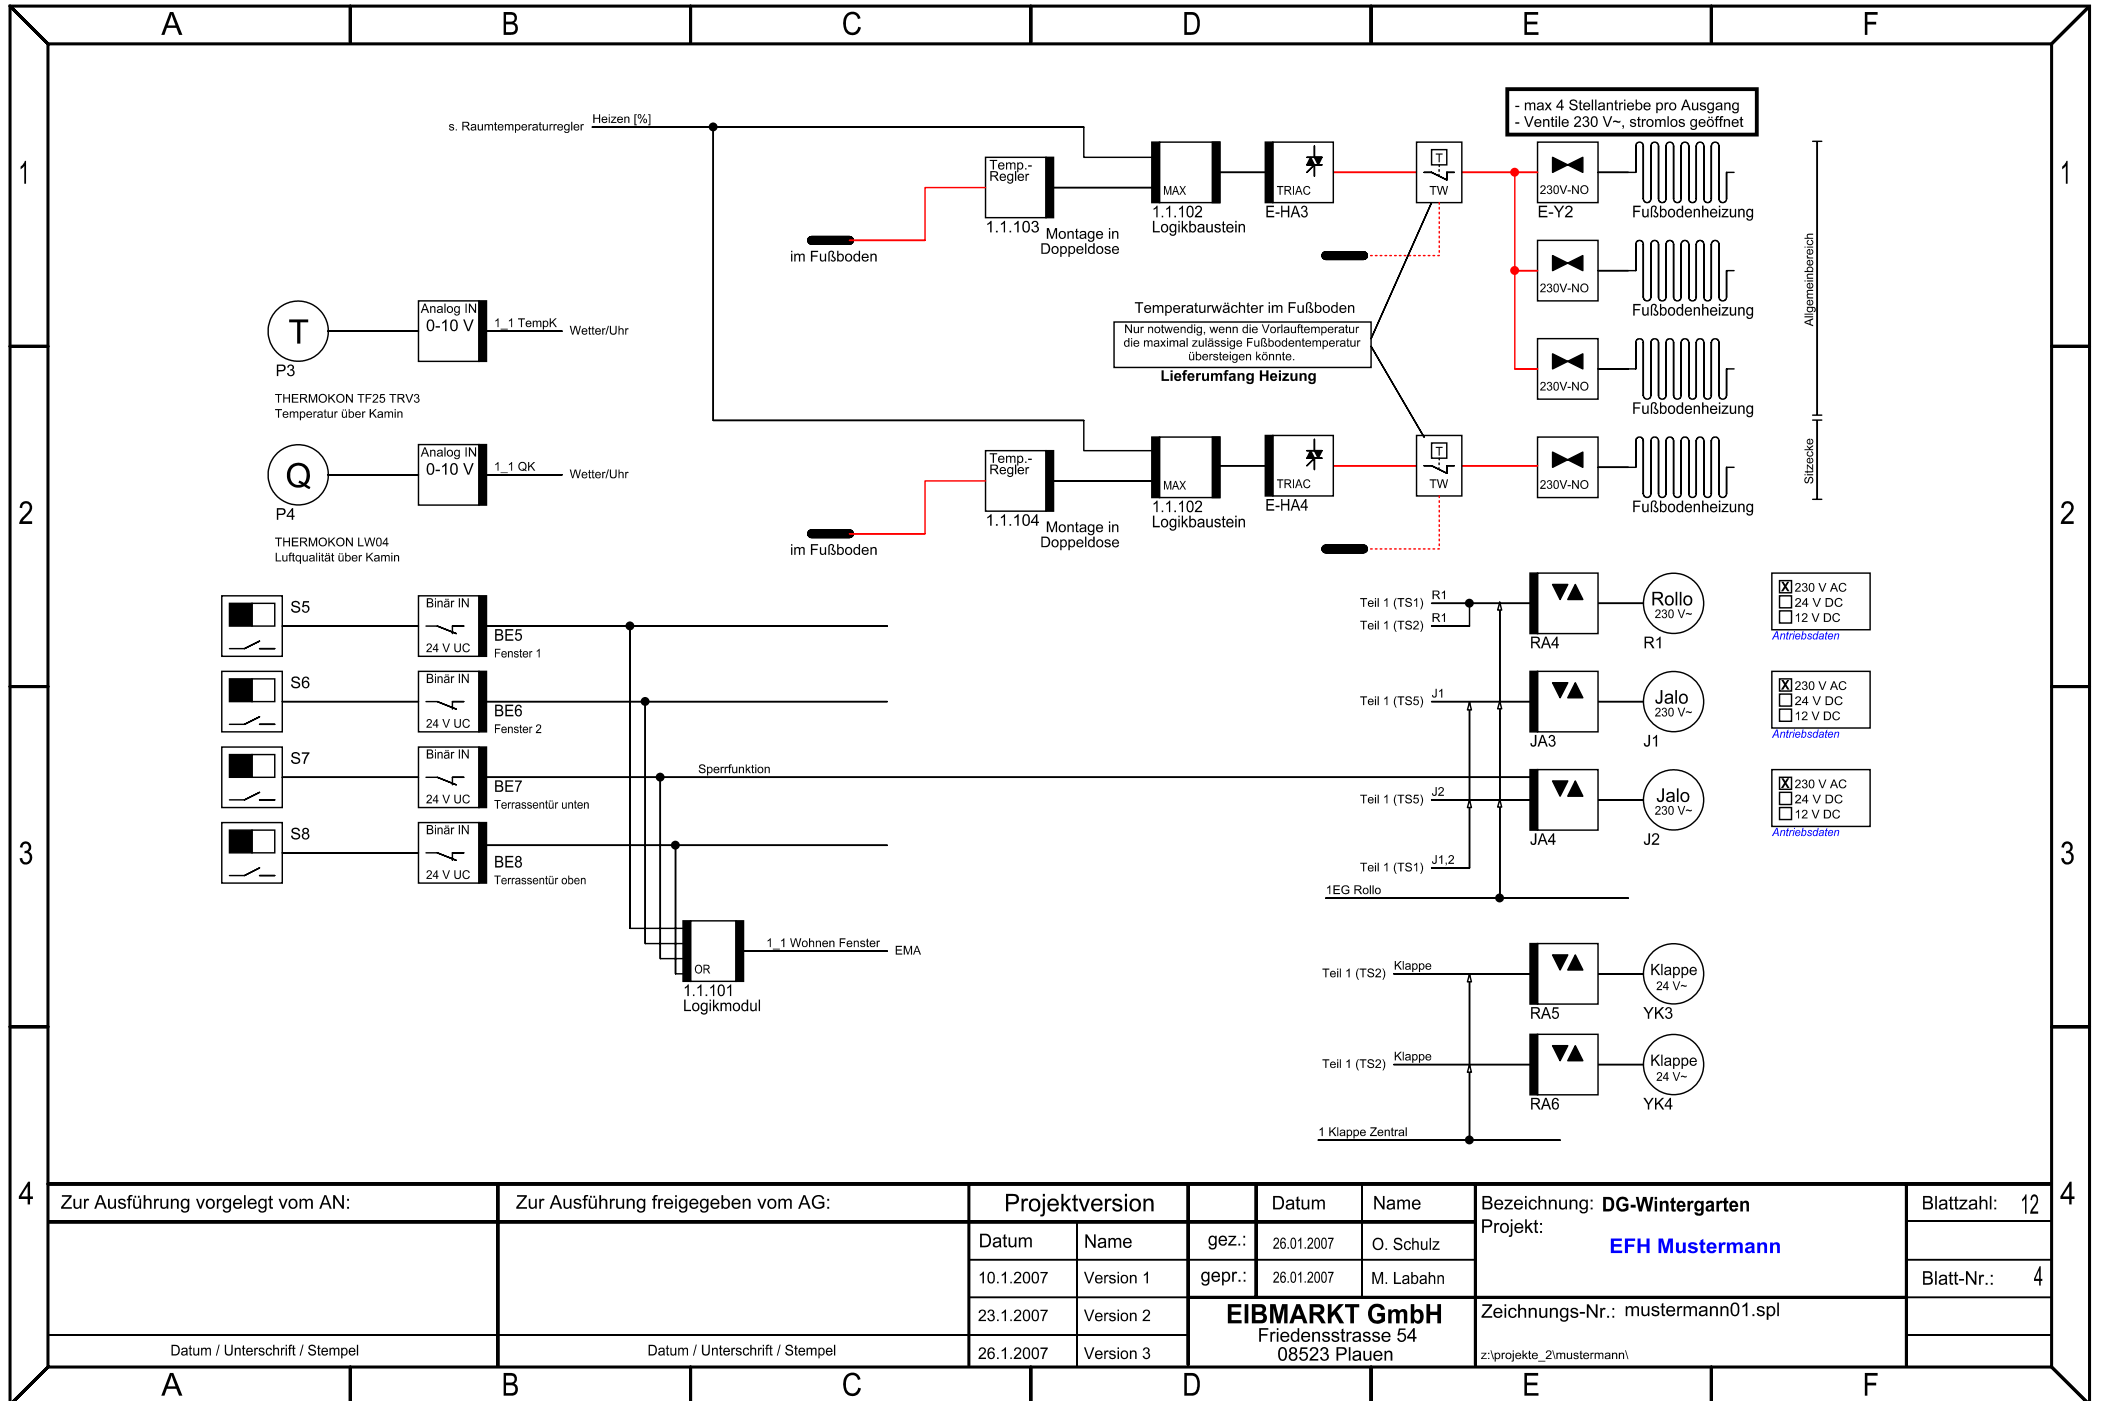 A B C D E F
1
- max 4 Stellantriebe pro Ausgang
- Ventile 230 V~, stromlos geöffnet
s. Raumtemperaturregler Heizen [%]
Temp.-
Regler
1.1.103
Montage in
Doppeldose
im Fußboden
MAX
1.1.102
Logikbaustein
TRIAC
E-HA3
T
TW
230V-NO
E-Y2
Fußbodenheizung
230V-NO
Fußbodenheizung
230V-NO
Fußbodenheizung
Allgemeinbereich
1
Temperaturwächter im Fußboden
Nur notwendig, wenn die Vorlauftemperatur
die maximal zulässige Fußbodentemperatur
übersteigen könnte.
Lieferumfang Heizung
T
P3
Analog IN
0-10 V
1_1 TempK
Wetter/Uhr
THERMOKON TF25 TRV3
Temperatur über Kamin
2
Q
P4
Analog IN
0-10 V
1_1 QK
Wetter/Uhr
THERMOKON LW04
Luftqualität über Kamin
Temp.-
Regler
1.1.104
Montage in
Doppeldose
im Fußboden
MAX
1.1.102
Logikbaustein
TRIAC
E-HA4
T
TW
230V-NO
Fußbodenheizung
Sitzecke
2
S5
Binär IN
24 V UC
BE5
Fenster 1
S6
Binär IN
24 V UC
BE6
Fenster 2
S7
Binär IN
24 V UC
BE7
Terrassentür unten
Sperrfunktion
S8
Binär IN
24 V UC
BE8
Terrassentür oben
OR
1.1.101
Logikmodul
1_1 Wohnen Fenster
EMA
Teil 1 (TS1) R1
Teil 1 (TS2) R1
RA4
Rollo
230 V~
R1
X 230 V AC
24 V DC
12 V DC
Antriebsdaten
Teil 1 (TS5) J1
JA3
Jalo
230 V~
J1
X 230 V AC
24 V DC
12 V DC
Antriebsdaten
Teil 1 (TS5) J2
JA4
Jalo
230 V~
J2
X 230 V AC
24 V DC
12 V DC
Antriebsdaten
3
3
Teil 1 (TS1) J1,2
1EG Rollo
Teil 1 (TS2) Klappe
RA5
Klappe
24 V~
YK3
Teil 1 (TS2) Klappe
RA6
Klappe
24 V~
YK4
1 Klappe Zentral
4
4
Zur Ausführung vorgelegt vom AN:
Datum / Unterschrift / Stempel
Zur Ausführung freigegeben vom AG:
Datum / Unterschrift / Stempel
Projektversion
Datum Name
10.1.2007 Version 1
23.1.2007 Version 2
26.1.2007 Version 3
Datum Name
gez.: 26.01.2007 O. Schulz
gepr.: 26.01.2007 M. Labahn
EIBMARKT GmbH
Friedensstrasse 54
08523 Plauen
Bezeichnung: DG-Wintergarten
Projekt:
EFH Mustermann
Zeichnungs-Nr.: mustermann01.spl
z:\projekte_2\mustermann\
Blattzahl: 12
Blatt-Nr.: 4
A B C D E F